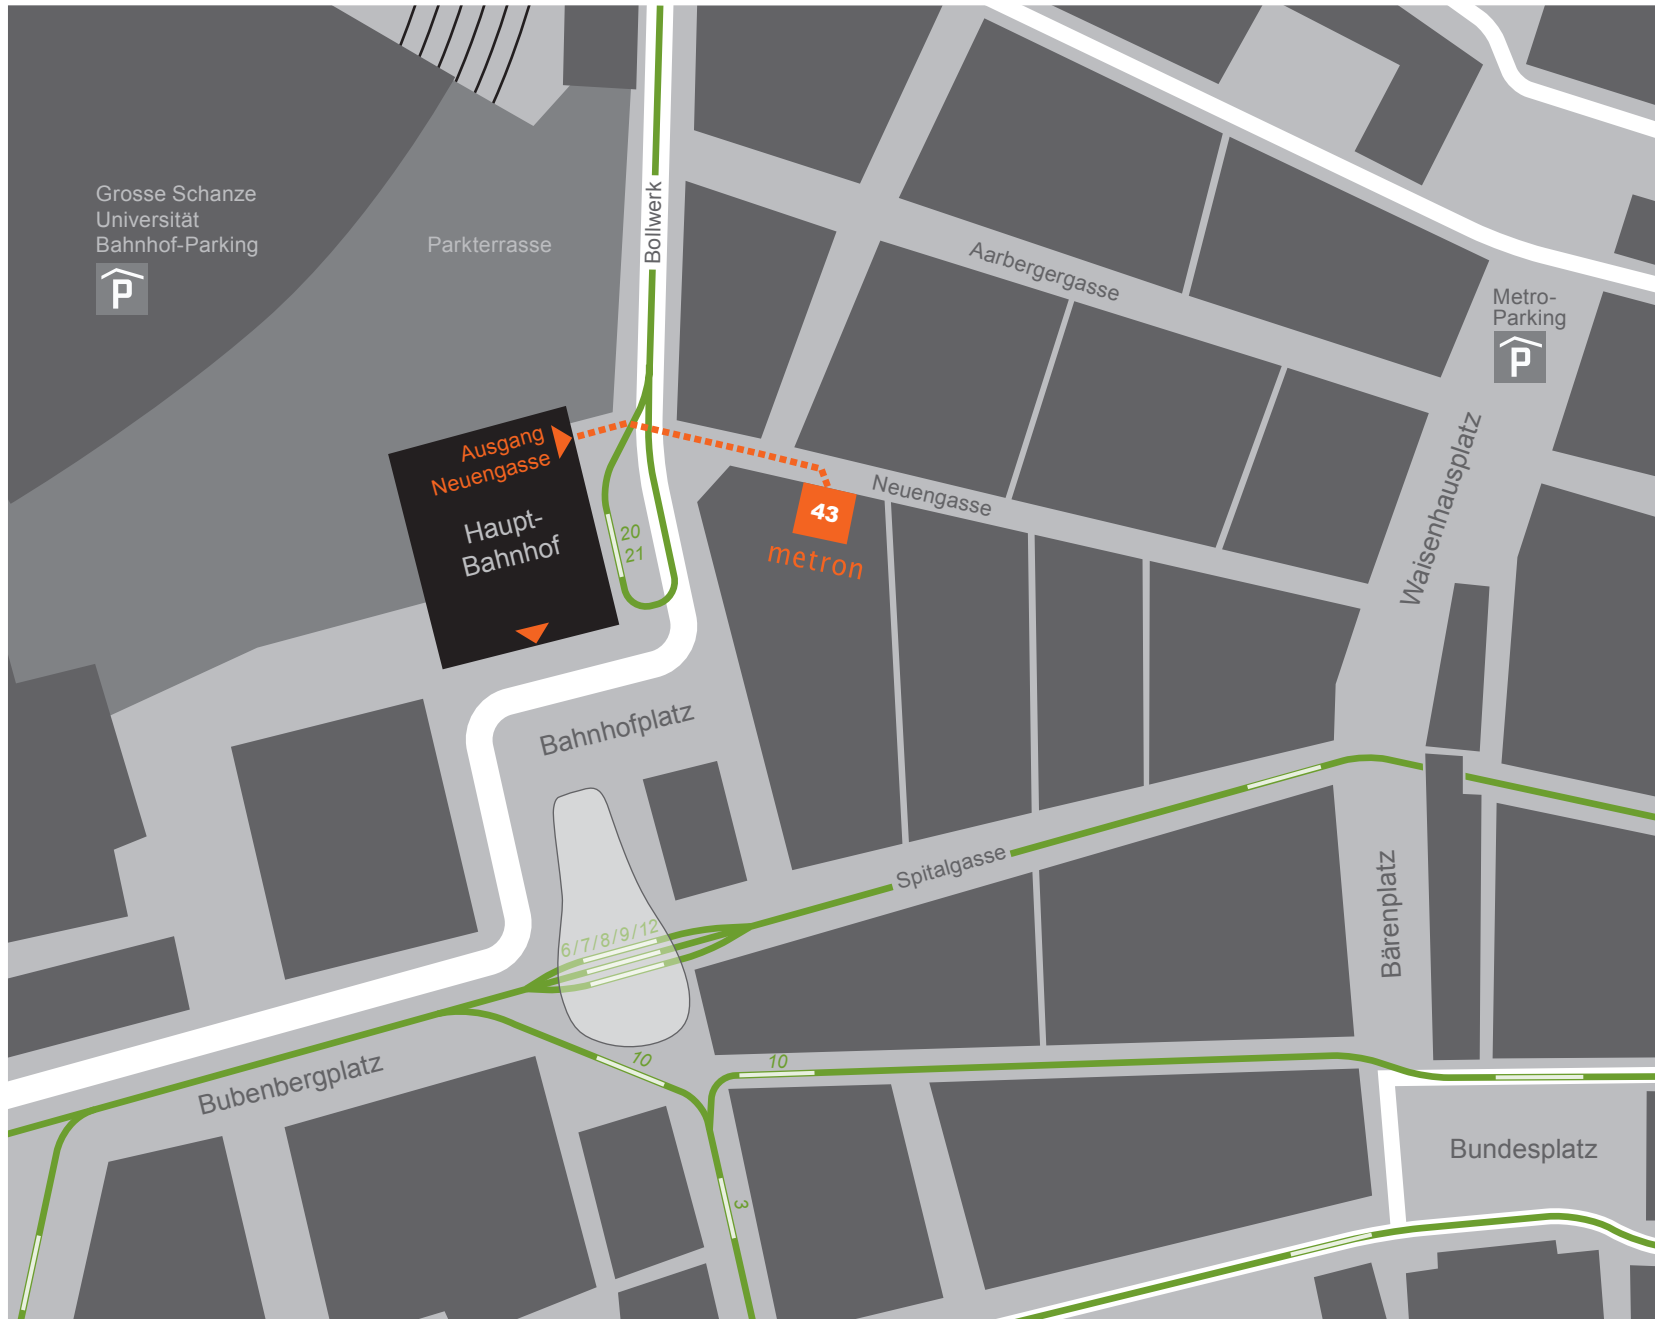 Grosse Schanze
Universität
Bahnhof-Parking
P
Parkterrasse
Bollwerk
Aarbergergasse
Metro-
Parking
P
Ausgang
Neuengasse
Haupt-
Bahnhof
20
21
43
metron
Neuengasse
Waisenhausplatz
Bahnhofplatz
Spitalgasse
6/7/8/9/12
Bärenplatz
10
10
Bubenbergplatz
3
Bundesplatz